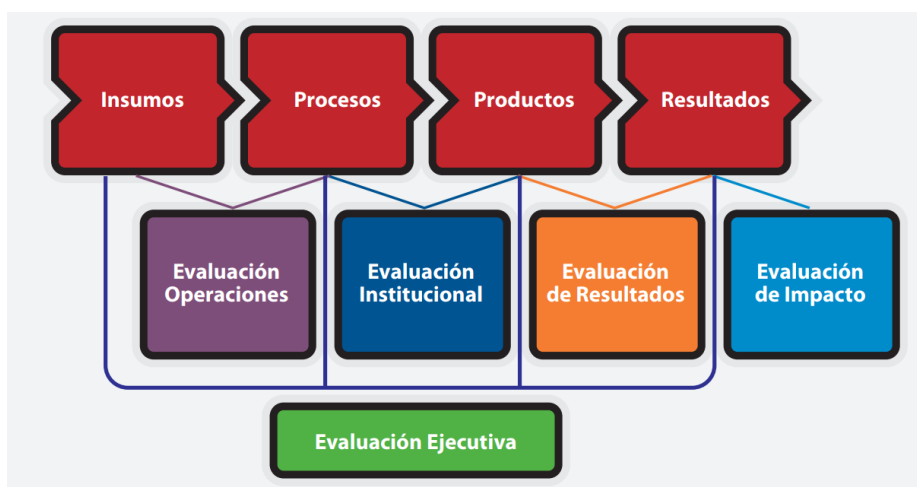 Insumos
Procesos
Productos
Resultados
Evaluación
Operaciones
Evaluación
Institucional
Evaluación
de Resultados
Evaluación
de Impacto
Evaluación Ejecutiva